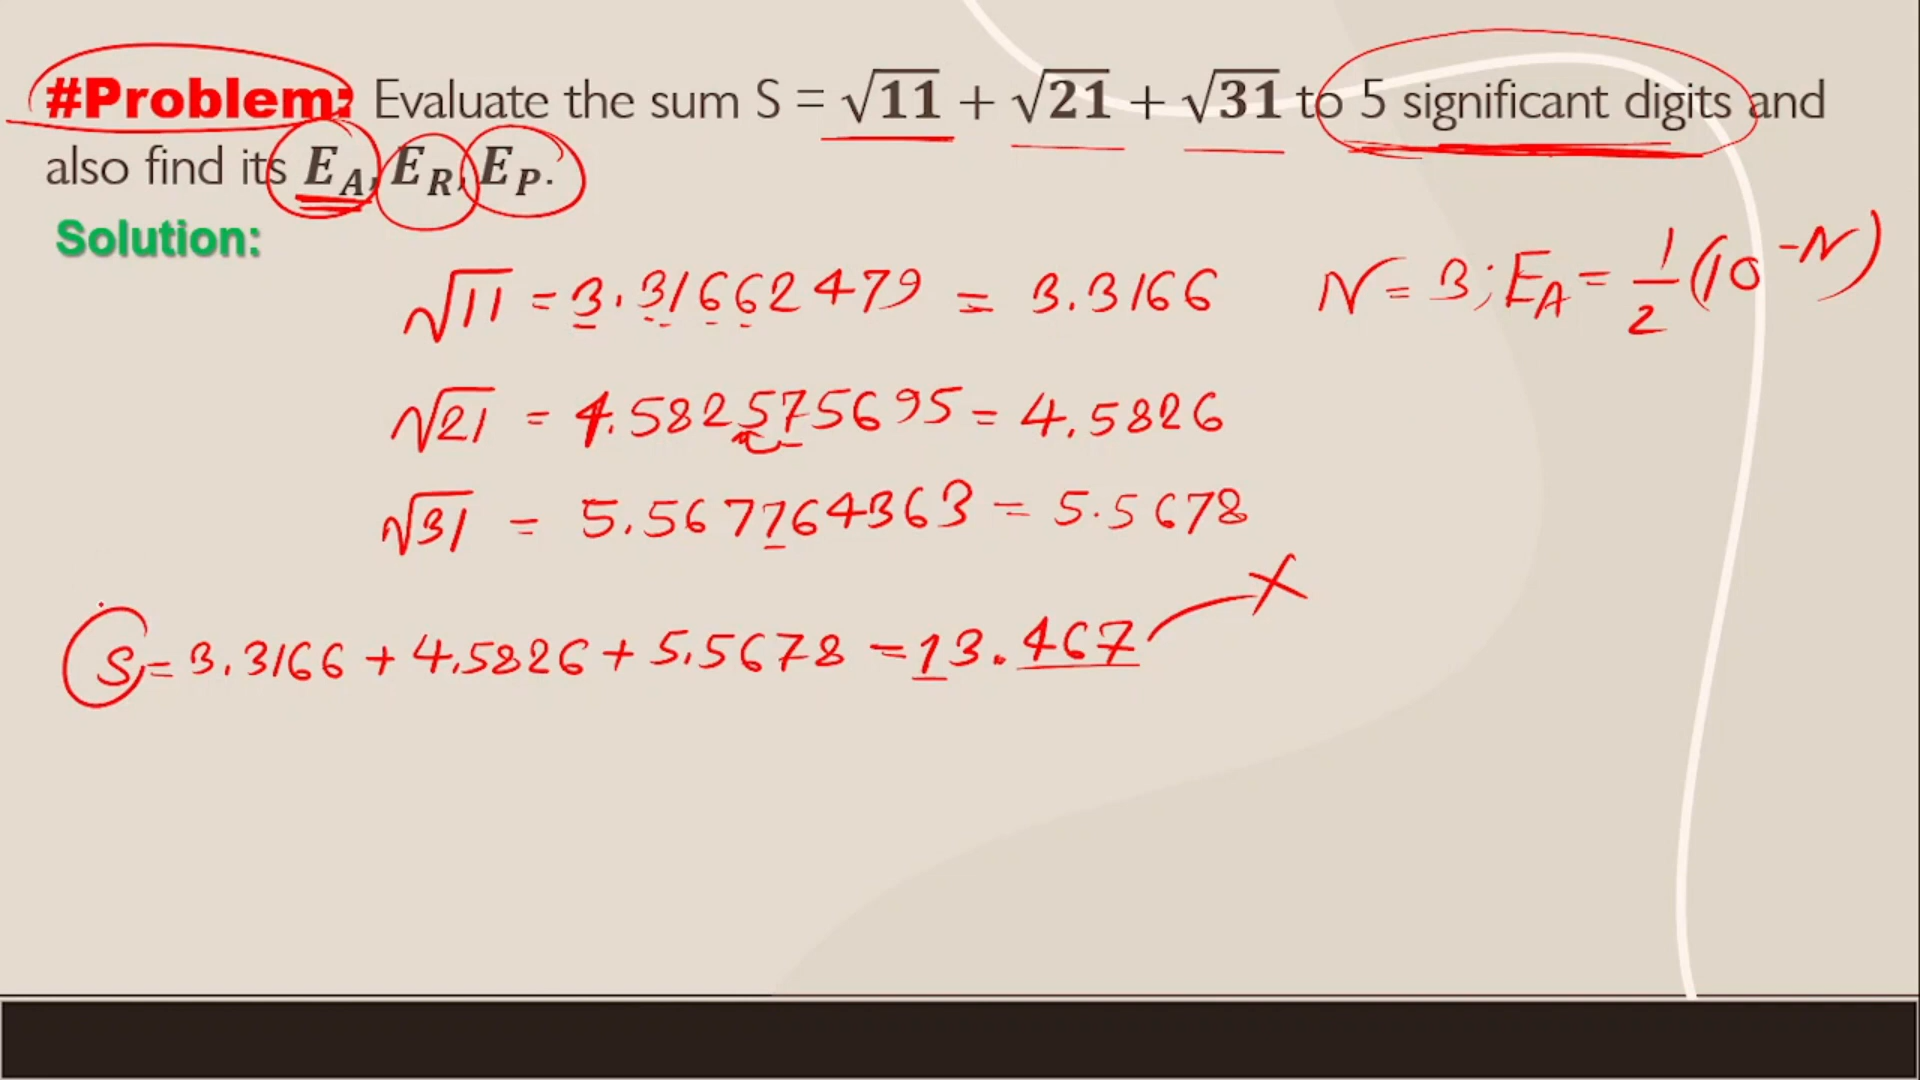 #Problem: Evaluate the sum S = √11 + √21 + √31 to 5 significant digits and
also find its E_A, E_R, E_P.
Solution:
√11 = 3.31662479 = 3.3166 N = 3; E_A = 1/2 (10^-N)
√21 = 4.582575695 = 4.5826
√31 = 5.567764363 = 5.5678
S = 3.3166 + 4.5826 + 5.5678 = 13.467 X